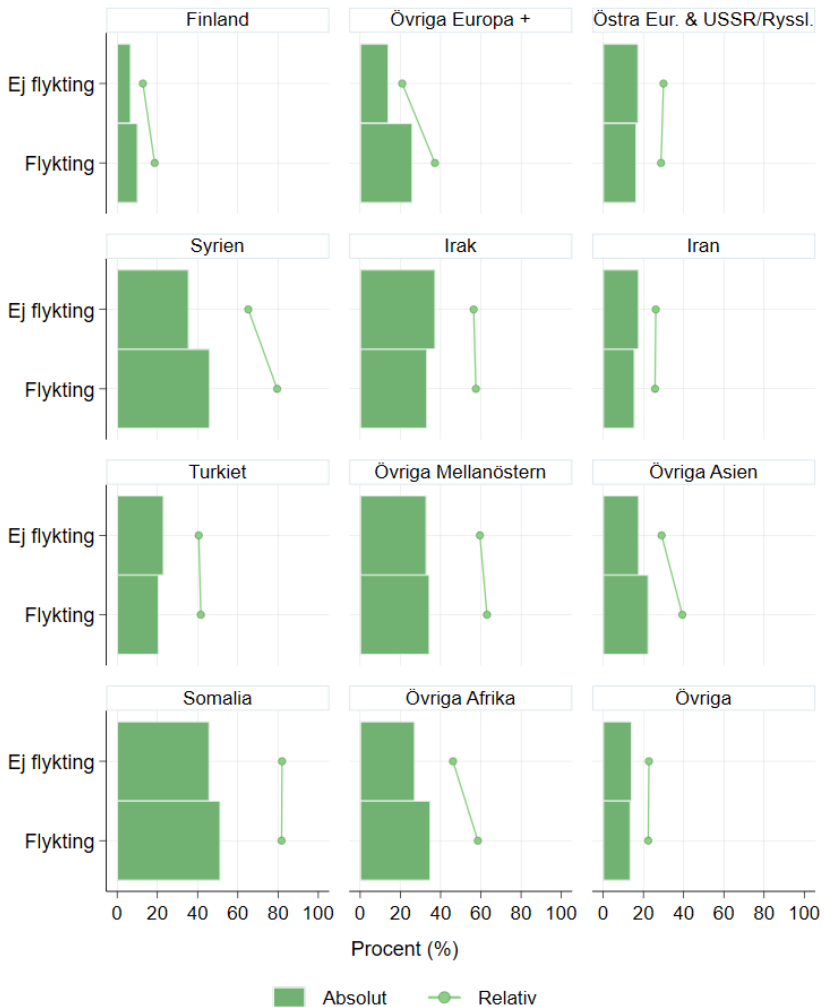 Finland
Övriga Europa +
Östra Eur. & USSR/Ryssl.
Ej flykting
Flykting
Syrien
Irak
Iran
Ej flykting
Flykting
Turkiet
Övriga Mellanöstern
Övriga Asien
Ej flykting
Flykting
Somalia
Övriga Afrika
Övriga
Ej flykting
Flykting
0 20 40 60 80 100
0 20 40 60 80 100
0 20 40 60 80 100
Procent (%)
Absolut
Relativ